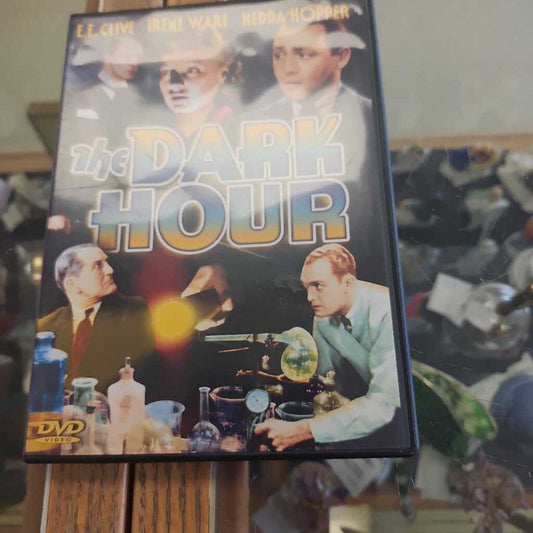 E.E. CLIVE IRENE WARE HEDDA HOPPER
the DARK
HOUR
DVD
VIDEO